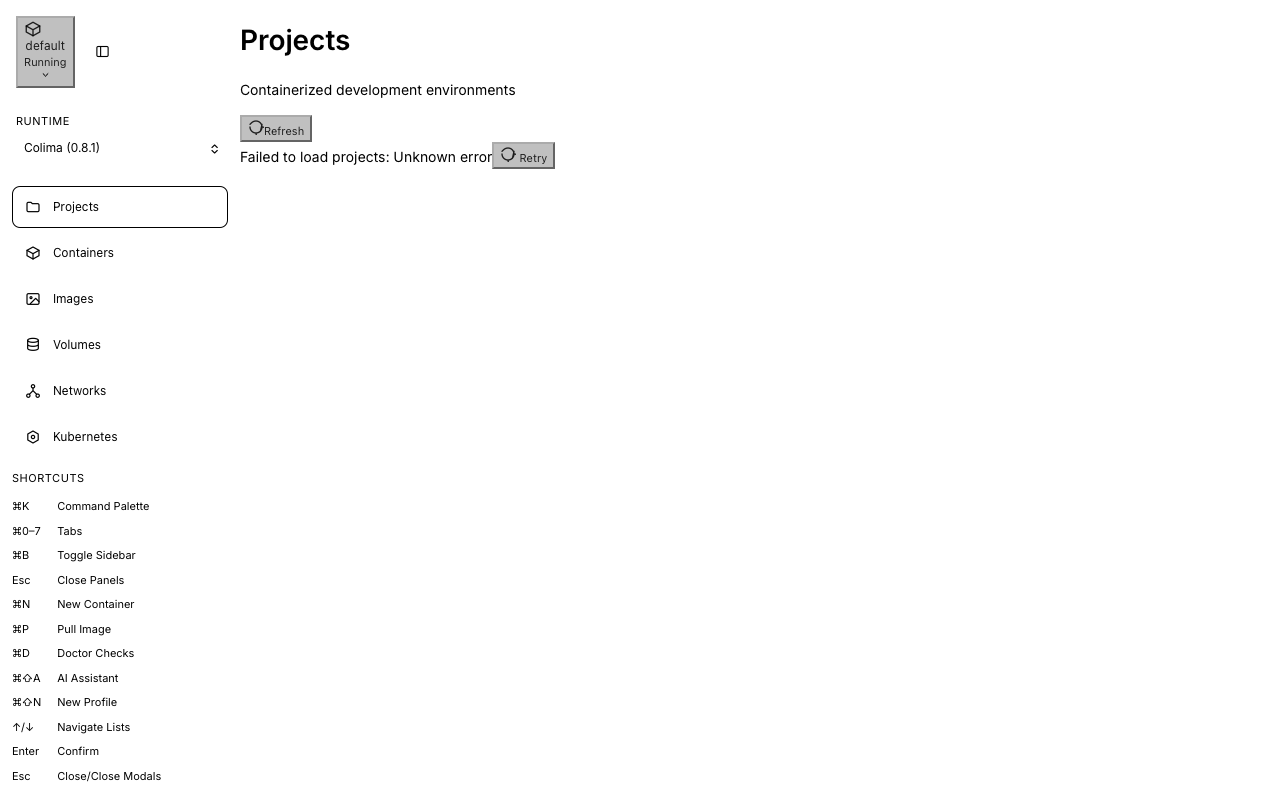 default
Running
RUNTIME
Colima (0.8.1)
Projects
Containers
Images
Volumes
Networks
Kubernetes
SHORTCUTS
⌘K Command Palette
⌘0–7 Tabs
⌘B Toggle Sidebar
Esc Close Panels
⌘N New Container
⌘P Pull Image
⌘D Doctor Checks
⌘⇧A AI Assistant
⌘⇧N New Profile
↑/↓ Navigate Lists
Enter Confirm
Esc Close/Close Modals
Projects
Containerized development environments
Refresh
Failed to load projects: Unknown error Retry